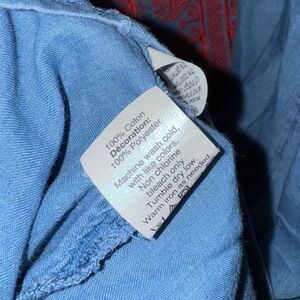 100% Cotton
Decoration:
100% Polyester
Machine wash cold,
with like colors.
Non chlorine
bleach only.
Tumble dry low
Warm iron as needed